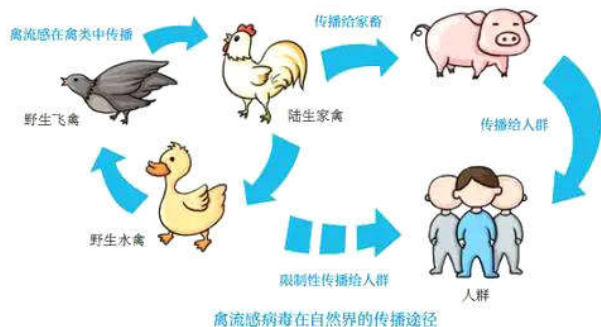 禽流感在禽类中传播
传播给家畜
野生飞禽
陆生家禽
传播给人群
野生水禽
限制性传播给人群
人群
禽流感病毒在自然界的传播途径